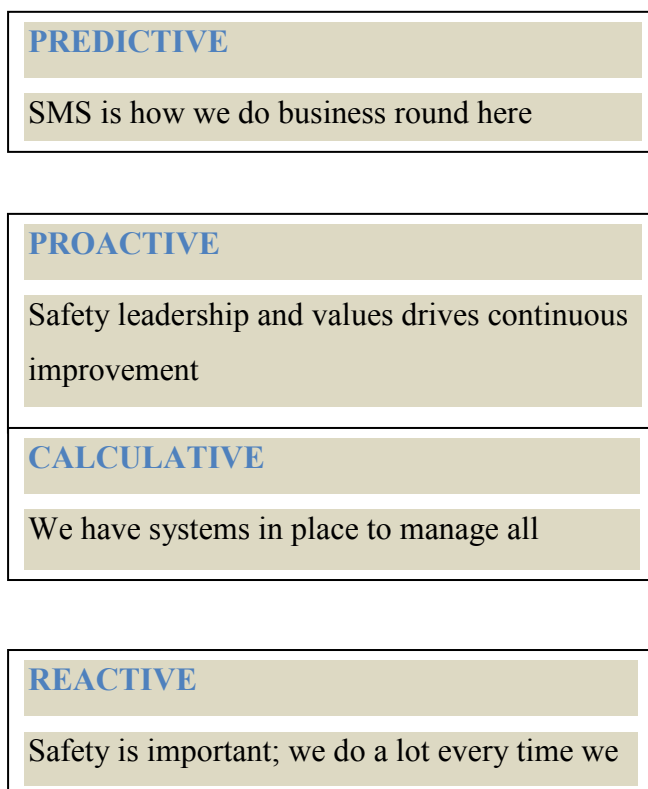 PREDICTIVE
SMS is how we do business round here
PROACTIVE
Safety leadership and values drives continuous
improvement
CALCULATIVE
We have systems in place to manage all
REACTIVE
Safety is important; we do a lot every time we